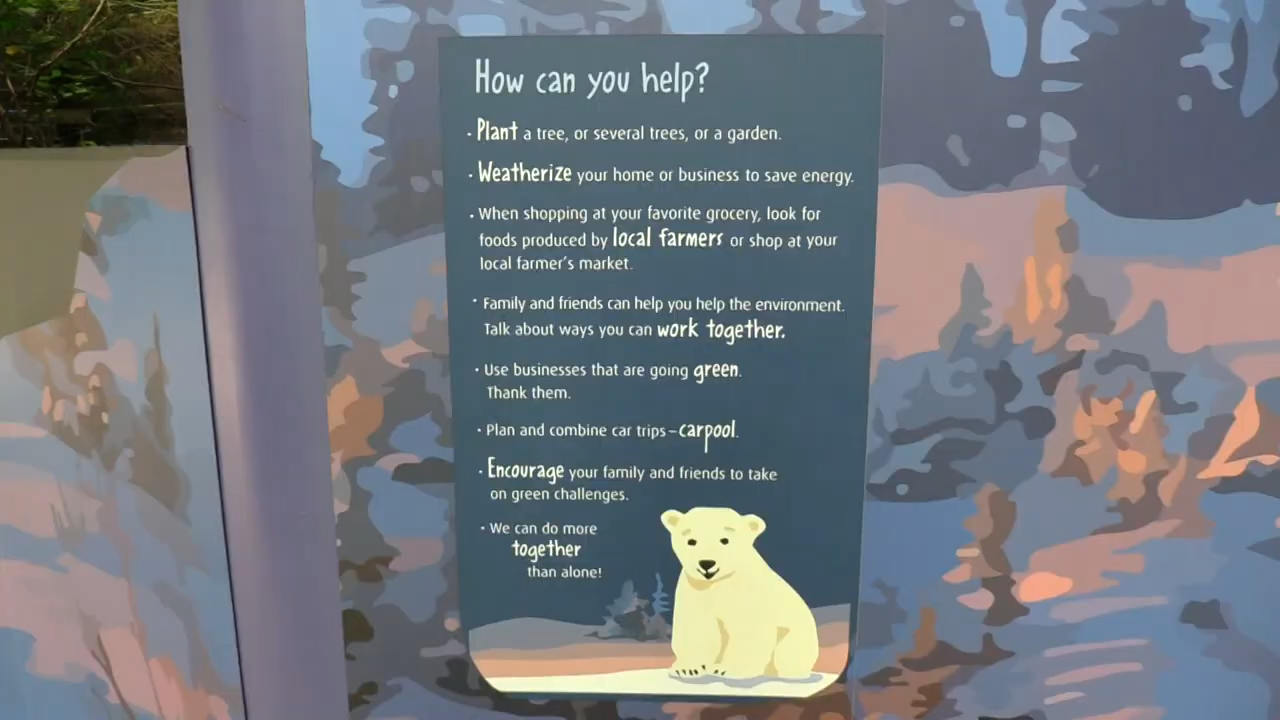 How can you help?
· Plant a tree, or several trees, or a garden.
· Weatherize your home or business to save energy.
· When shopping at your favorite grocery, look for
foods produced by local farmers or shop at your
local farmer's market.
· Family and friends can help you help the environment.
Talk about ways you can work together.
· Use businesses that are going green.
Thank them.
· Plan and combine car trips – carpool.
· Encourage your family and friends to take
on green challenges.
· We can do more
together
than alone!